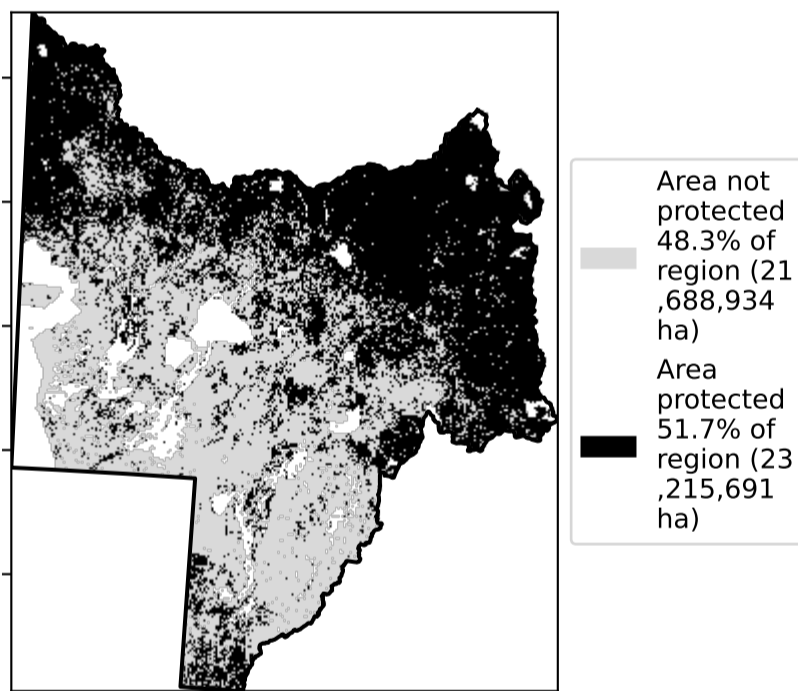 Area not
protected
48.3% of
region (21
,688,934
ha)
Area
protected
51.7% of
region (23
,215,691
ha)